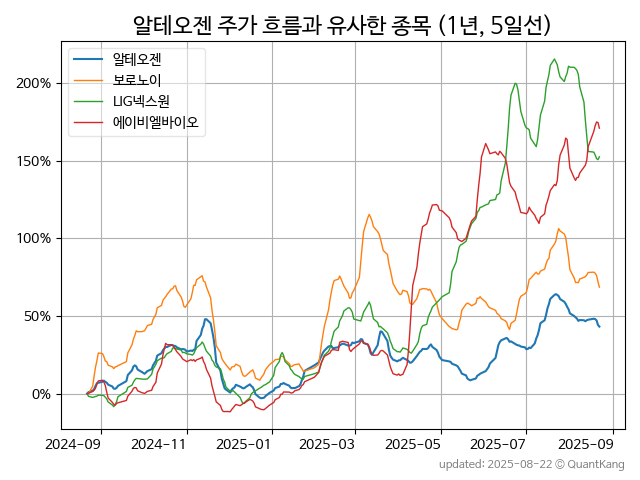 알테오젠 주가 흐름과 유사한 종목 (1년, 5일선)
알테오젠
보로노이
LIG넥스원
에이비엘바이오
200%
150%
100%
50%
0%
2024-09 2024-11 2025-01 2025-03 2025-05 2025-07 2025-09
updated: 2025-08-22 © QuantKang